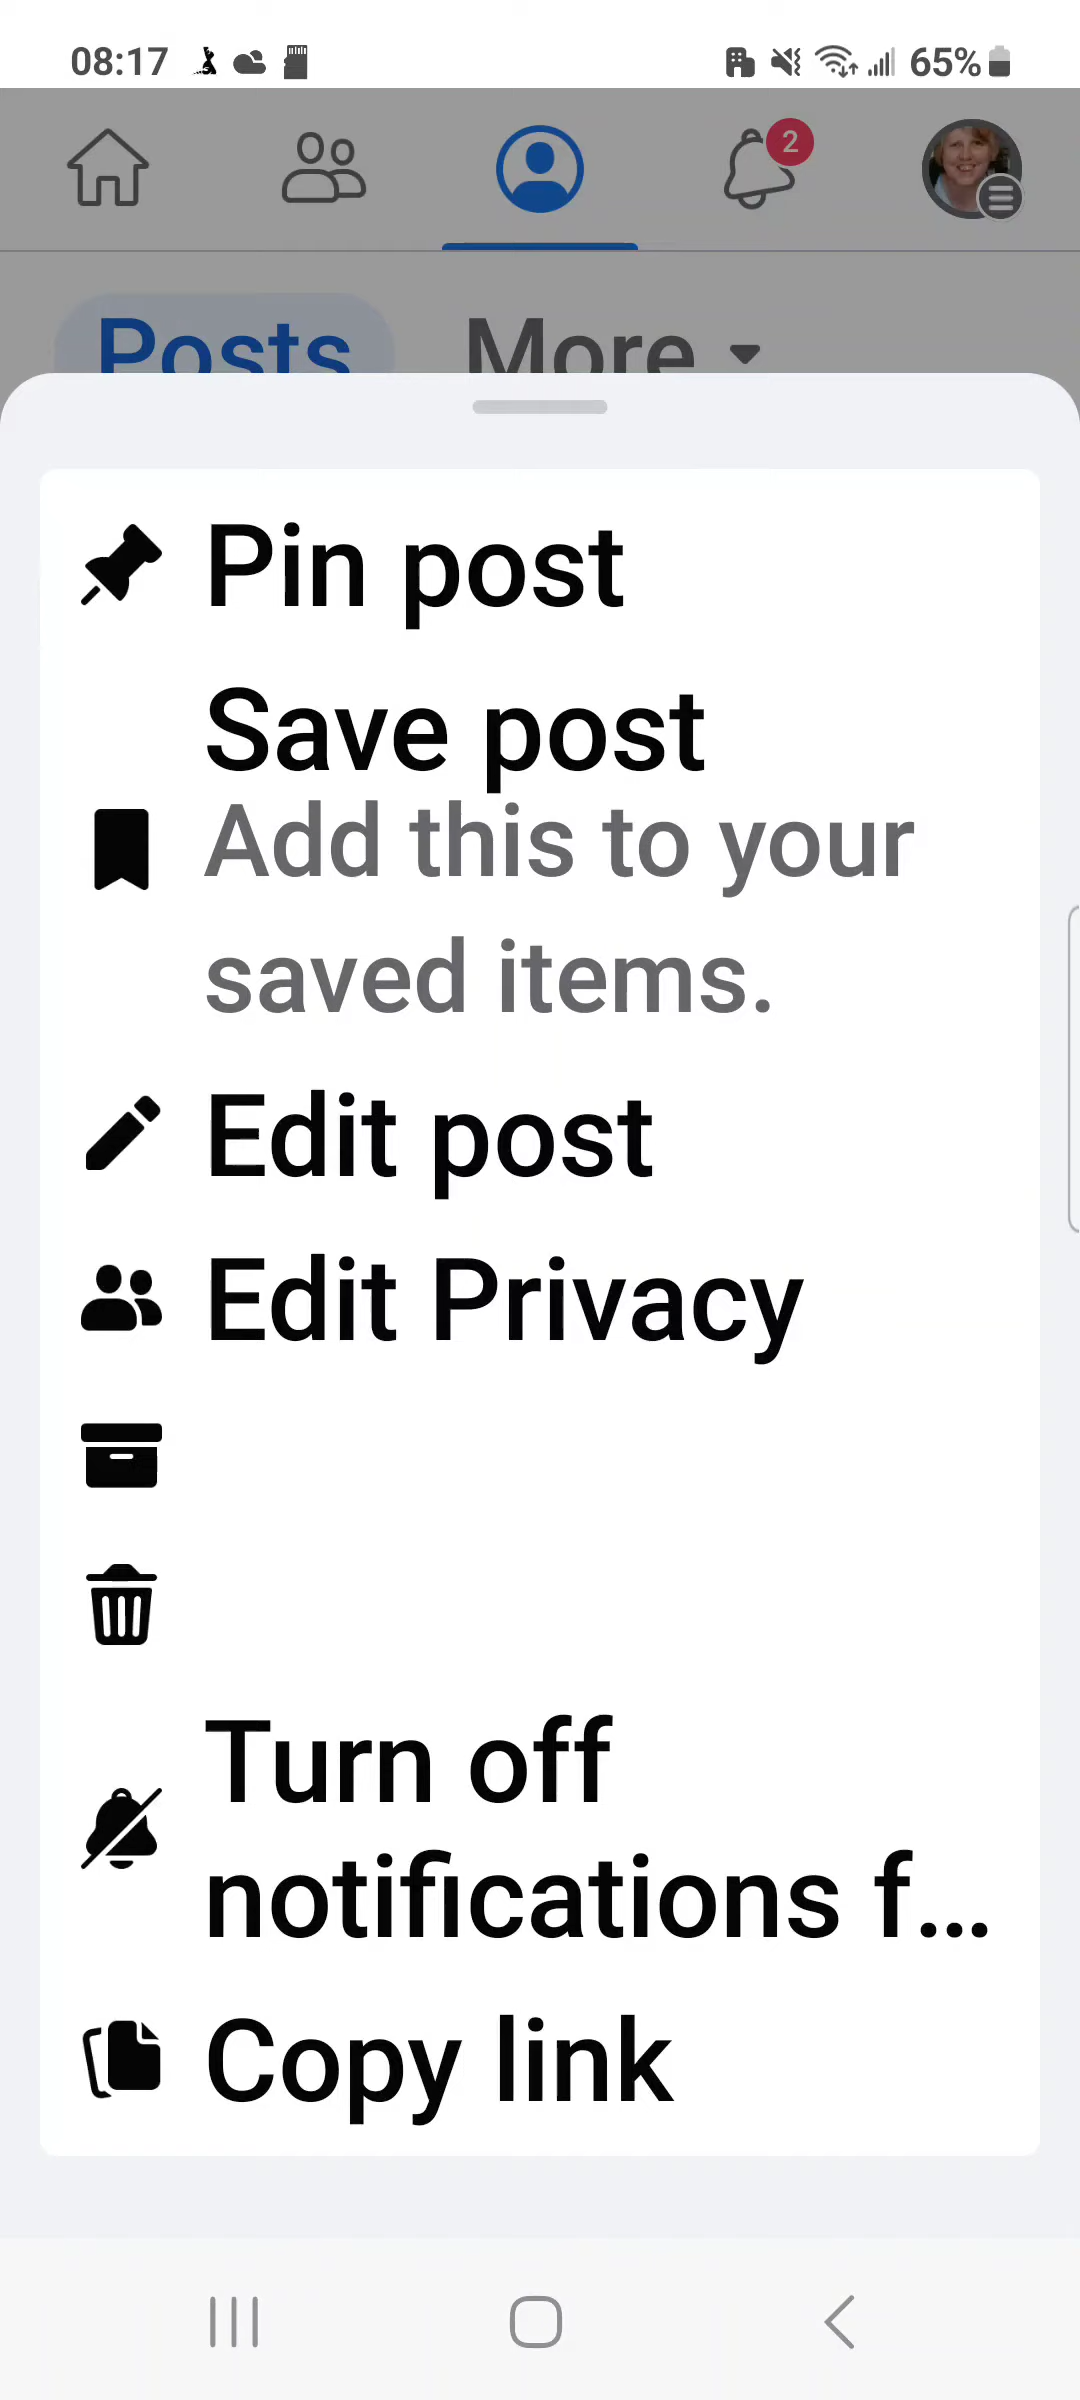 08:17
65%
2
Posts
More
Pin post
Save post
Add this to your
saved items.
Edit post
Edit Privacy
Turn off
notifications f...
Copy link